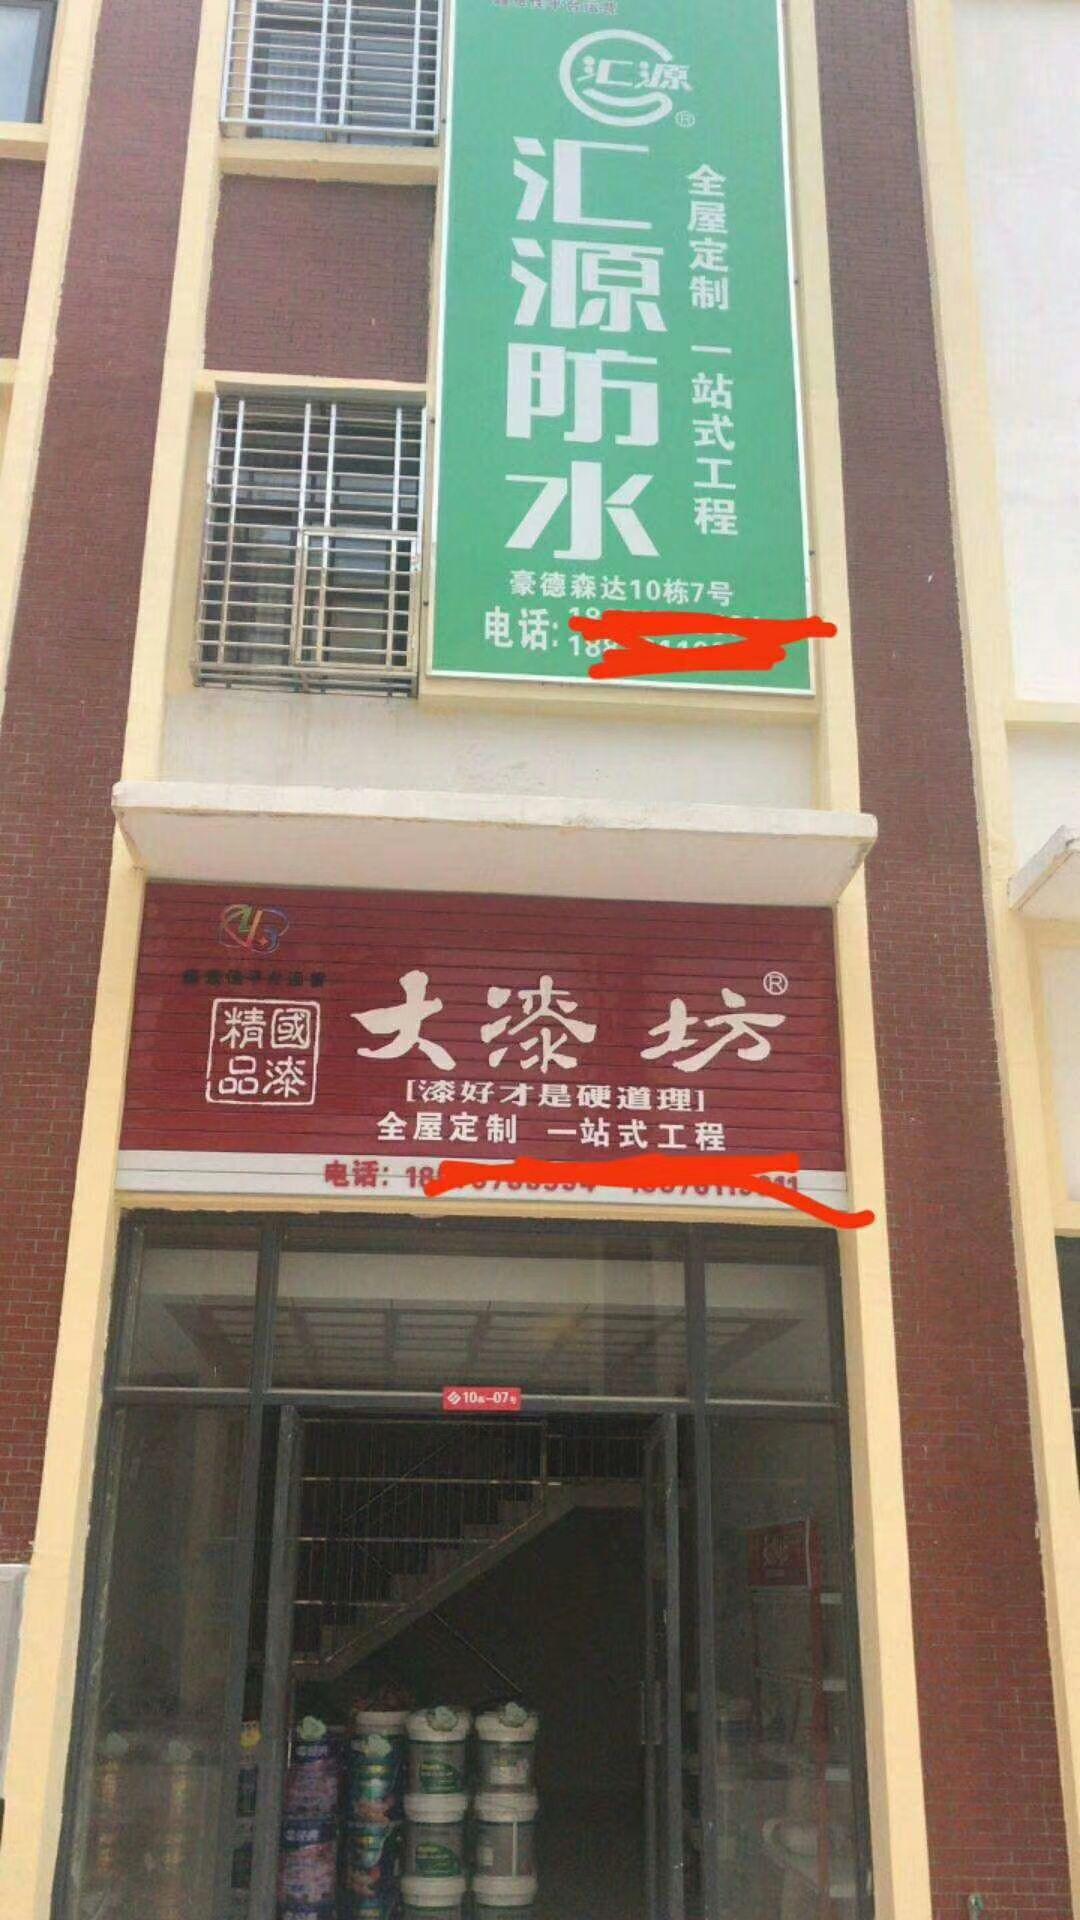 汇源
®
汇源防水
全屋定制 一站式工程
豪德森达10栋7号
电话:
大漆坊®
國漆
精品
[漆好才是硬道理]
全屋定制 一站式工程
电话: 18
10栋-07号